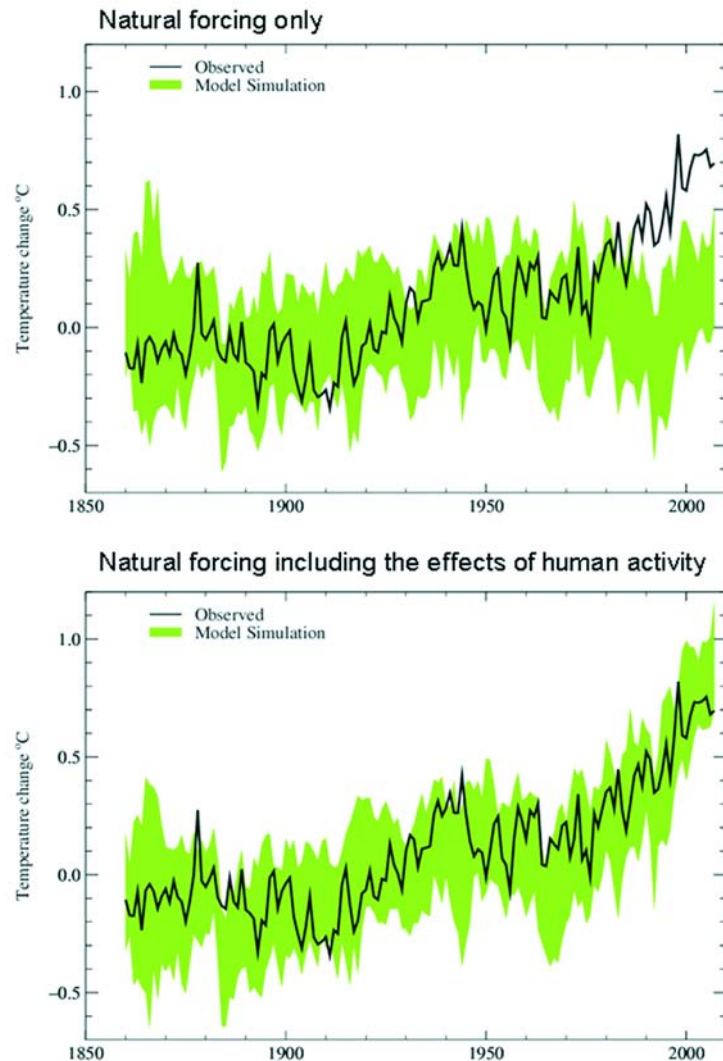 Natural forcing only
Observed
Model Simulation
1.0
0.5
0.0
−0.5
Temperature change °C
1850 1900 1950 2000
Natural forcing including the effects of human activity
Observed
Model Simulation
1.0
0.5
0.0
−0.5
Temperature change °C
1850 1900 1950 2000